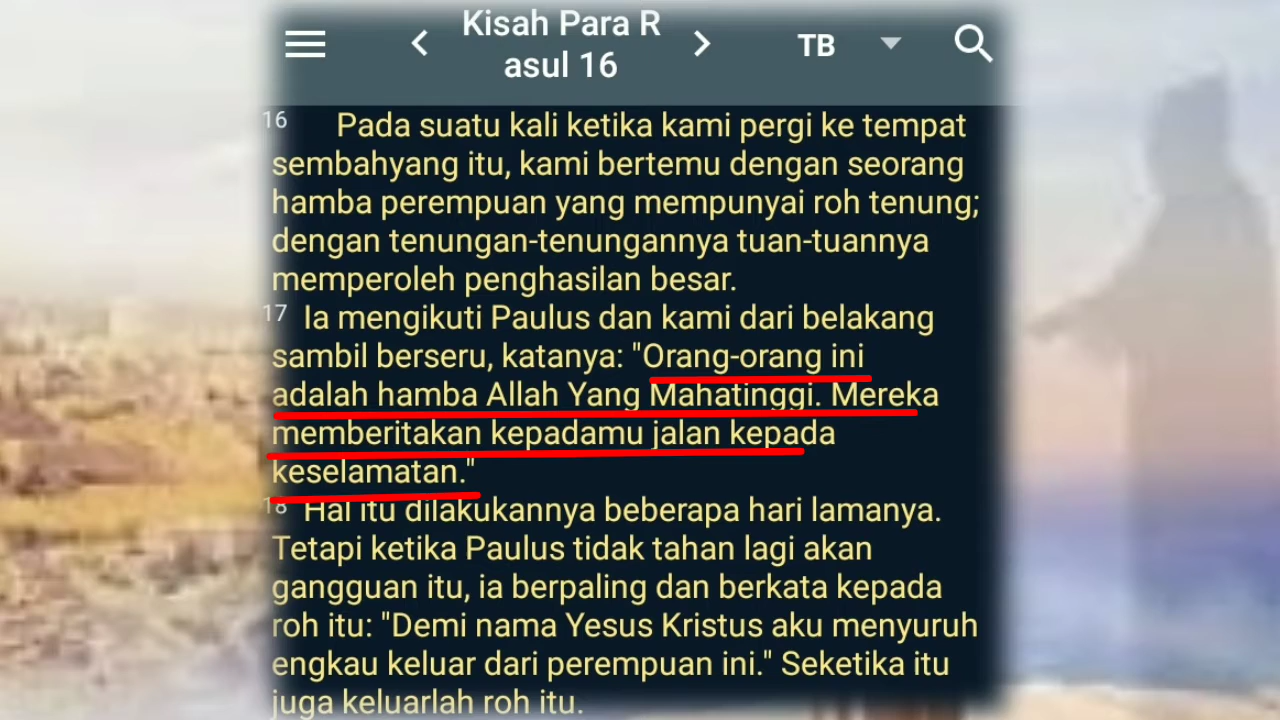 Kisah Para R
asul 16
TB
16 Pada suatu kali ketika kami pergi ke tempat
sembahyang itu, kami bertemu dengan seorang
hamba perempuan yang mempunyai roh tenung;
dengan tenungan-tenungannya tuan-tuannya
memperoleh penghasilan besar.
17 Ia mengikuti Paulus dan kami dari belakang
sambil berseru, katanya: "Orang-orang ini
adalah hamba Allah Yang Mahatinggi. Mereka
memberitakan kepadamu jalan kepada
keselamatan."
18 Hal itu dilakukannya beberapa hari lamanya.
Tetapi ketika Paulus tidak tahan lagi akan
gangguan itu, ia berpaling dan berkata kepada
roh itu: "Demi nama Yesus Kristus aku menyuruh
engkau keluar dari perempuan ini." Seketika itu
juga keluarlah roh itu.